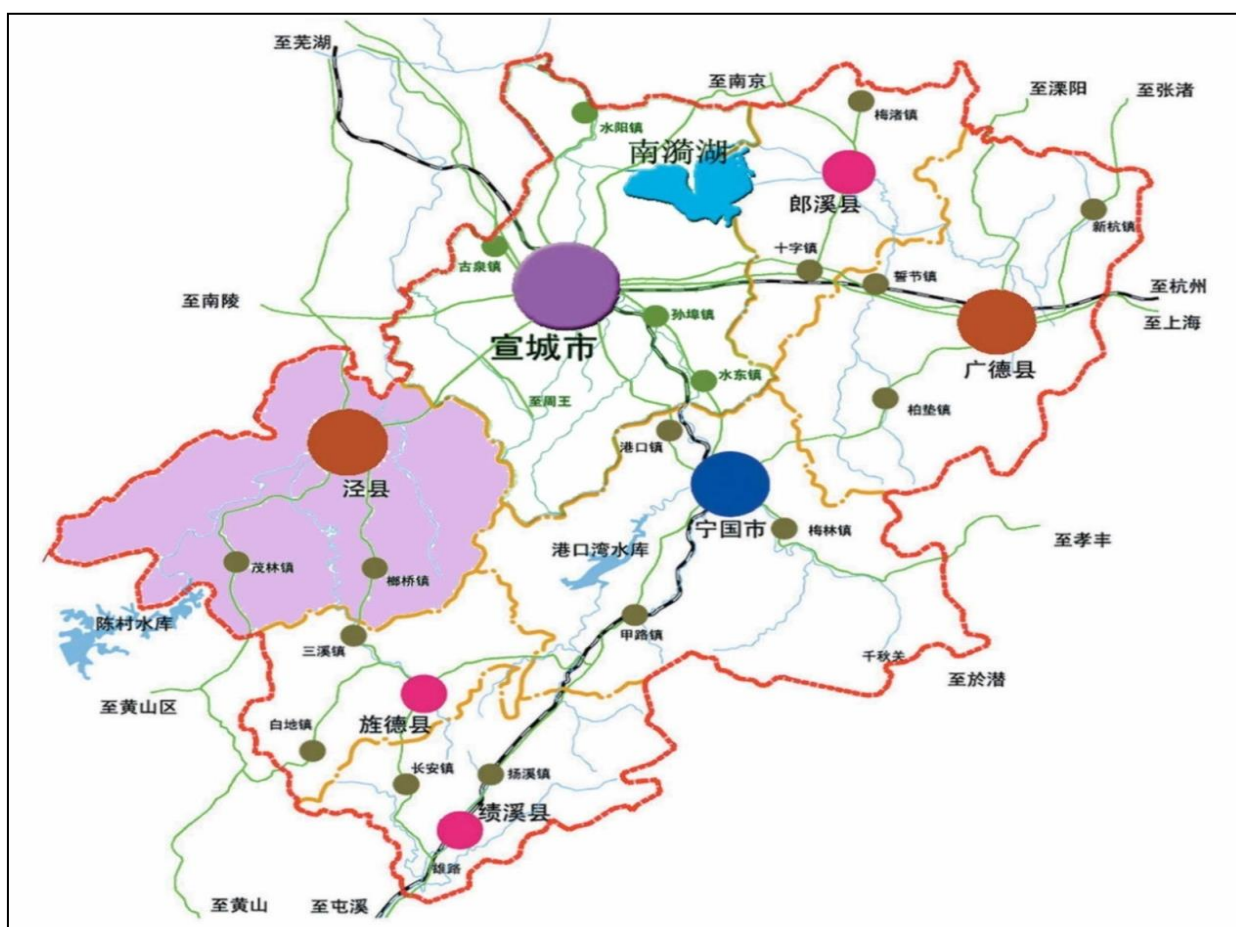 至芜湖
至南京
至溧阳
至张渚
梅渚镇
水阳镇
南漪湖
郎溪县
新杭镇
古泉镇
十字镇
誓节镇
至南陵
至杭州
孙埠镇
至上海
宣城市
广德县
水东镇
至周王
柏垫镇
港口镇
泾县
宁国市
梅林镇
港口湾水库
至孝丰
茂林镇
榔桥镇
陈村水库
甲路镇
三溪镇
千秋关
至於潜
至黄山区
旌德县
白地镇
长安镇
扬溪镇
绩溪县
雄路
至黄山
至屯溪